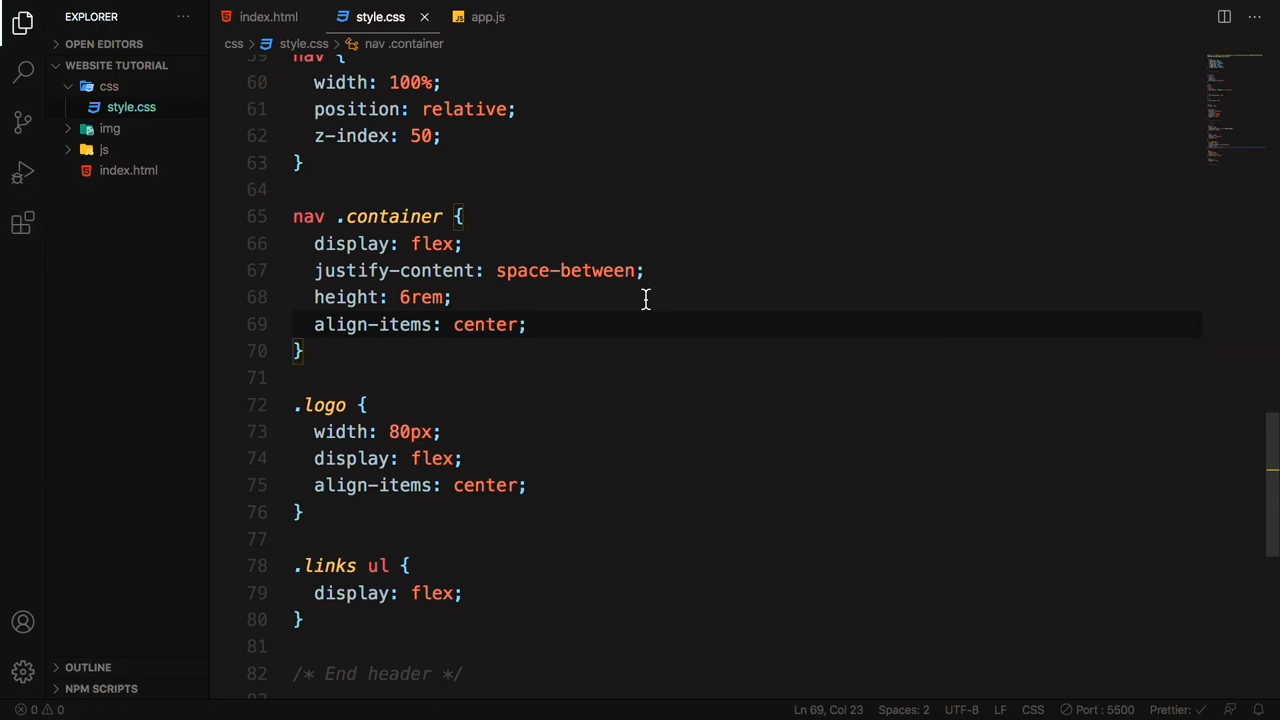 EXPLORER
index.html
style.css
app.js
OPEN EDITORS
css
style.css
nav .container
WEBSITE TUTORIAL
css
style.css
img
js
index.html
59 nav {
60 width: 100%;
61 position: relative;
62 z-index: 50;
63 }
64
65 nav .container {
66 display: flex;
67 justify-content: space-between;
68 height: 6rem;
69 align-items: center;
70 }
71
72 .logo {
73 width: 80px;
74 display: flex;
75 align-items: center;
76 }
77
78 .links ul {
79 display: flex;
80 }
81
82 /* End header */
OUTLINE
NPM SCRIPTS
0 0
Ln 69, Col 23 Spaces: 2 UTF-8 LF CSS Port : 5500 Prettier: ✓